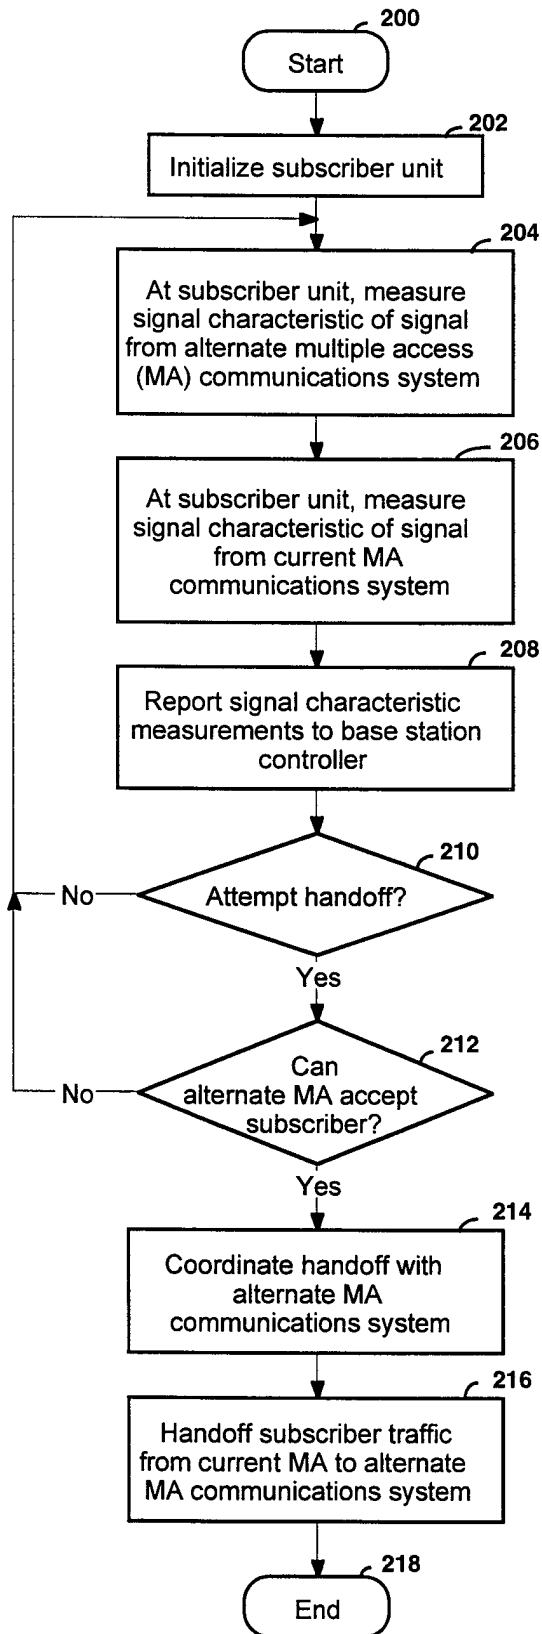 200
Start
202
Initialize subscriber unit
204
At subscriber unit, measure
signal characteristic of signal
from alternate multiple access
(MA) communications system
206
At subscriber unit, measure
signal characteristic of signal
from current MA
communications system
208
Report signal characteristic
measurements to base station
controller
210
Attempt handoff?
No
Yes
212
Can
alternate MA accept
subscriber?
No
Yes
214
Coordinate handoff with
alternate MA
communications system
216
Handoff subscriber traffic
from current MA to alternate
MA communications system
218
End